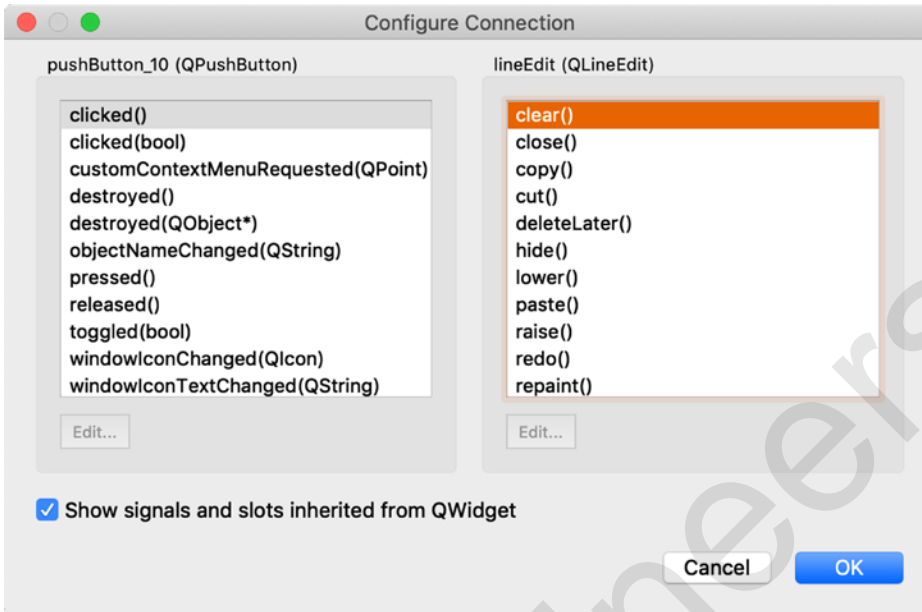 Configure Connection
pushButton_10 (QPushButton)
clicked()
clicked(bool)
customContextMenuRequested(QPoint)
destroyed()
destroyed(QObject*)
objectNameChanged(QString)
pressed()
released()
toggled(bool)
windowIconChanged(QIcon)
windowIconTextChanged(QString)
Edit...
lineEdit (QLineEdit)
clear()
close()
copy()
cut()
deleteLater()
hide()
lower()
paste()
raise()
redo()
repaint()
Edit...
Show signals and slots inherited from QWidget
Cancel
OK